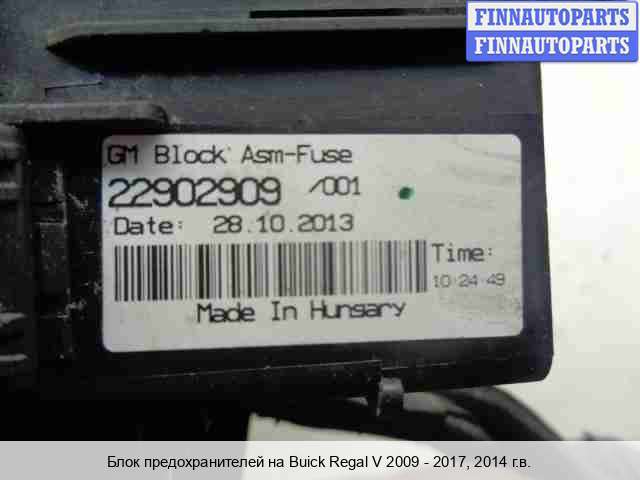 FINNAUTOPARTS
FINNAUTOPARTS
GM Block Asm-Fuse
22902909 /001
Date: 28.10.2013
Time:
10:24:49
Made In Hungary
Блок предохранителей на Buick Regal V 2009 - 2017, 2014 г.в.